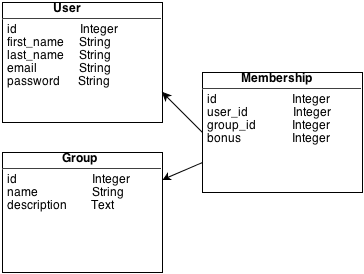 User
id Integer
first_name String
last_name String
email String
password String
Membership
id Integer
user_id Integer
group_id Integer
bonus Integer
Group
id Integer
name String
description Text